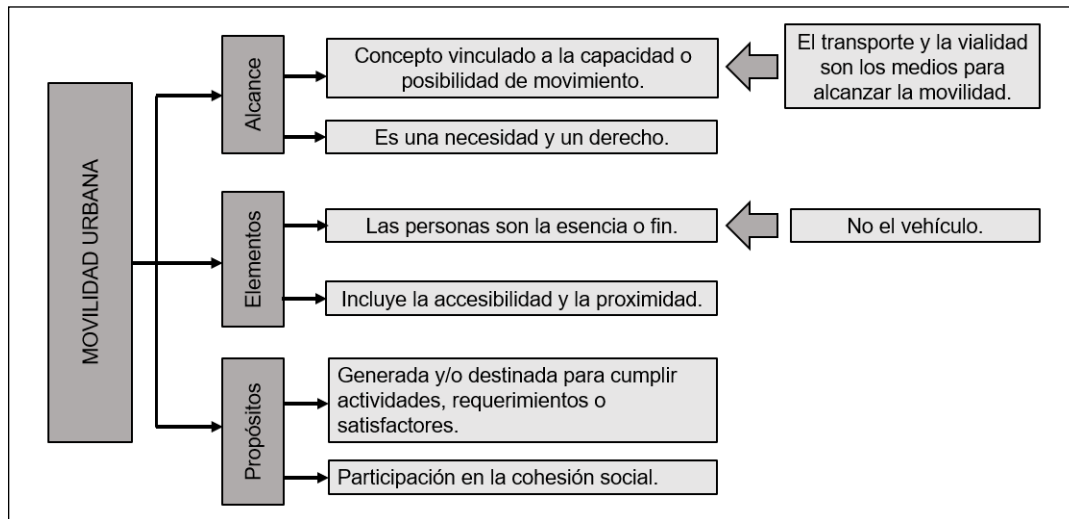 MOVILIDAD URBANA
Alcance
Concepto vinculado a la capacidad o
posibilidad de movimiento.
El transporte y la vialidad
son los medios para
alcanzar la movilidad.
Es una necesidad y un derecho.
Elementos
Las personas son la esencia o fin.
No el vehículo.
Incluye la accesibilidad y la proximidad.
Propósitos
Generada y/o destinada para cumplir
actividades, requerimientos o
satisfactores.
Participación en la cohesión social.